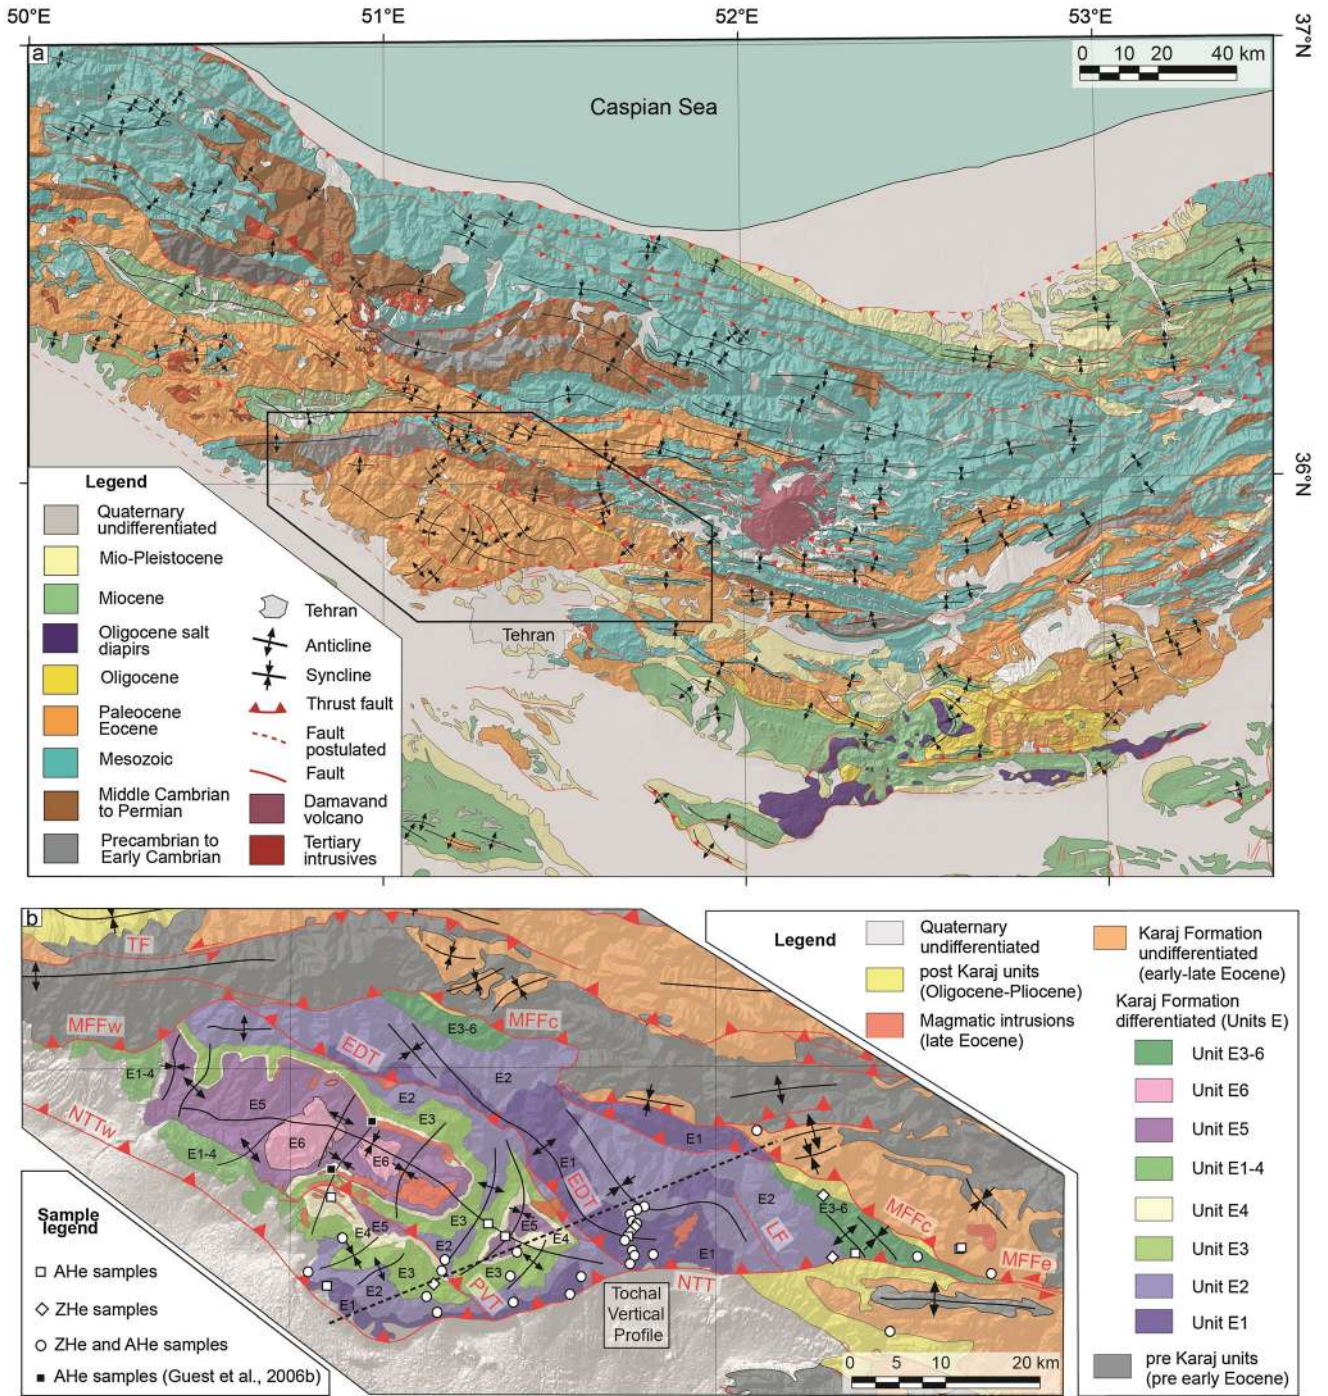 50°E 51°E 52°E 53°E 37°N
a
0 10 20 40 km
Caspian Sea
36°N
Tehran
Legend
Quaternary
undifferentiated
Mio-Pleistocene
Miocene
Oligocene salt
diapirs
Oligocene
Paleocene
Eocene
Mesozoic
Middle Cambrian
to Permian
Precambrian to
Early Cambrian
Tehran
Anticline
Syncline
Thrust fault
Fault
postulated
Fault
Damavand
volcano
Tertiary
intrusives
51°E 52°E 53°E
b
TF
MFFw
EDT
E3-6
MFFc
E1-4
E2
E5
E2
E3
E1
NTTw
E6
E6
E1-4
E1
EDT
E2
E3-6
MFFc
E5
E3
E5
E4
E4
E2
LF
E3
E3
E1
MFFe
E2
PVT
NTT
E1
Tochal
Vertical
Profile
0 5 10 20 km
Sample
legend
AHe samples
ZHe samples
ZHe and AHe samples
AHe samples (Guest et al., 2006b)
Legend
Quaternary
undifferentiated
post Karaj units
(Oligocene-Pliocene)
Magmatic intrusions
(late Eocene)
Karaj Formation
undifferentiated
(early-late Eocene)
Karaj Formation
differentiated (Units E)
Unit E3-6
Unit E6
Unit E5
Unit E1-4
Unit E4
Unit E3
Unit E2
Unit E1
pre Karaj units
(pre early Eocene)